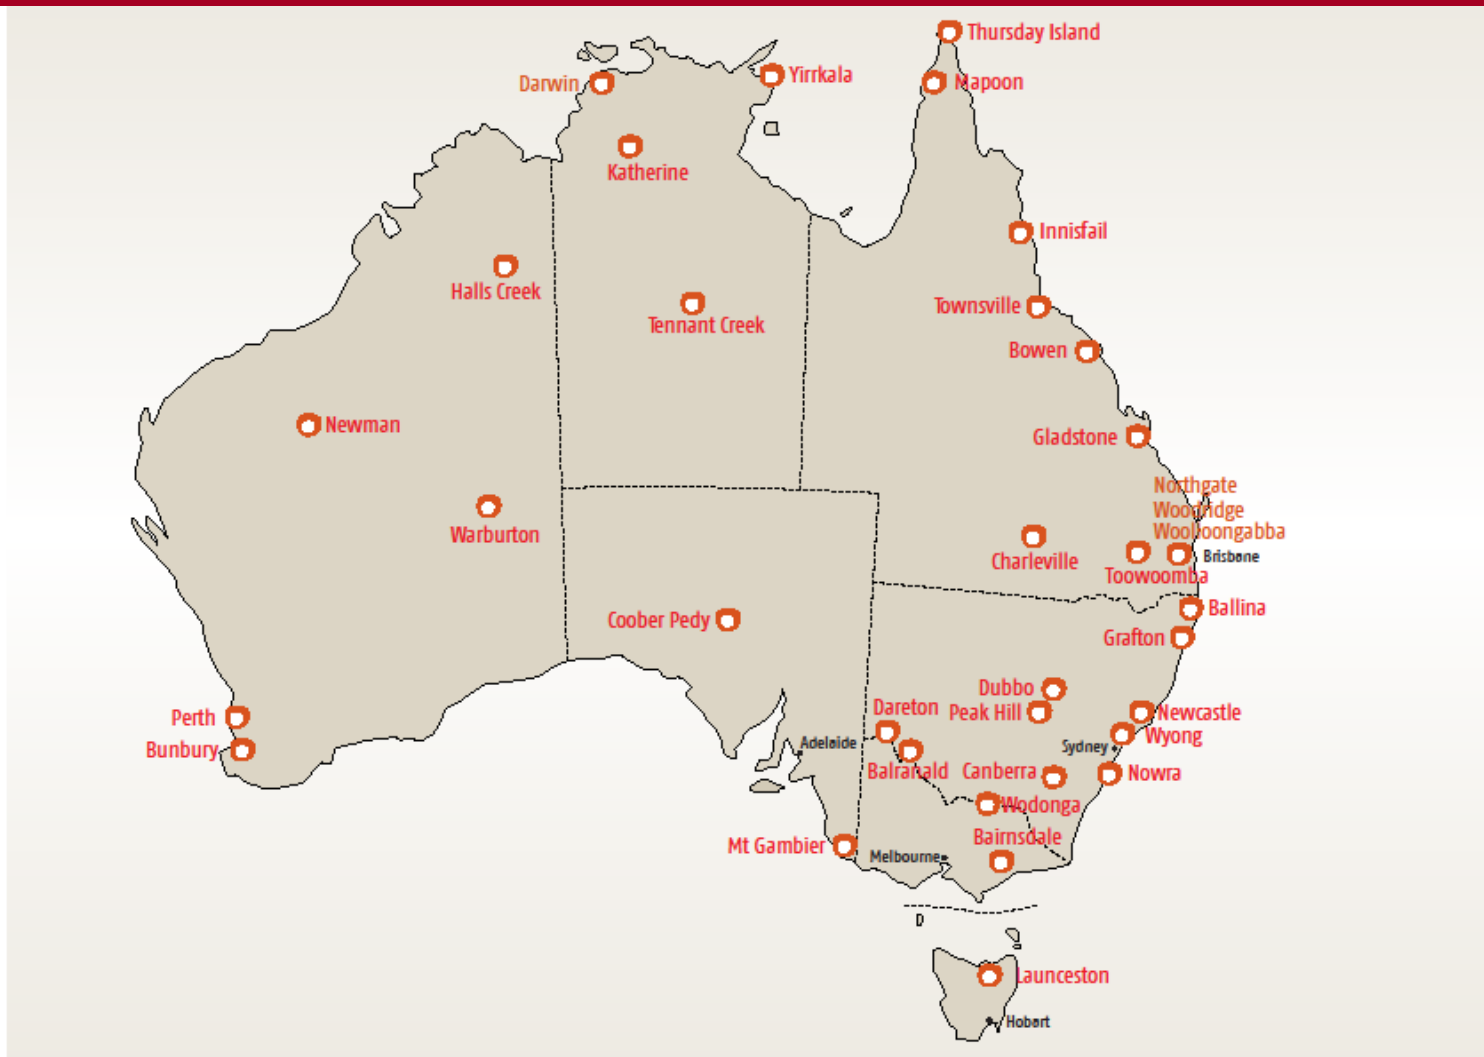 Thursday Island
Darwin
Yirrkala
Mapoon
Katherine
Innisfail
Halls Creek
Townsville
Tennant Creek
Bowen
Newman
Gladstone
Northgate
Woodridge
Woolloongabba
Warburton
Charleville
Brisbane
Toowoomba
Ballina
Coober Pedy
Grafton
Dubbo
Dareton
Peak Hill
Newcastle
Perth
Wyong
Adelaide
Sydney
Bunbury
Balranald
Canberra
Nowra
Wodonga
Bairnsdale
Mt Gambier
Melbourne
D
Launceston
Hobart